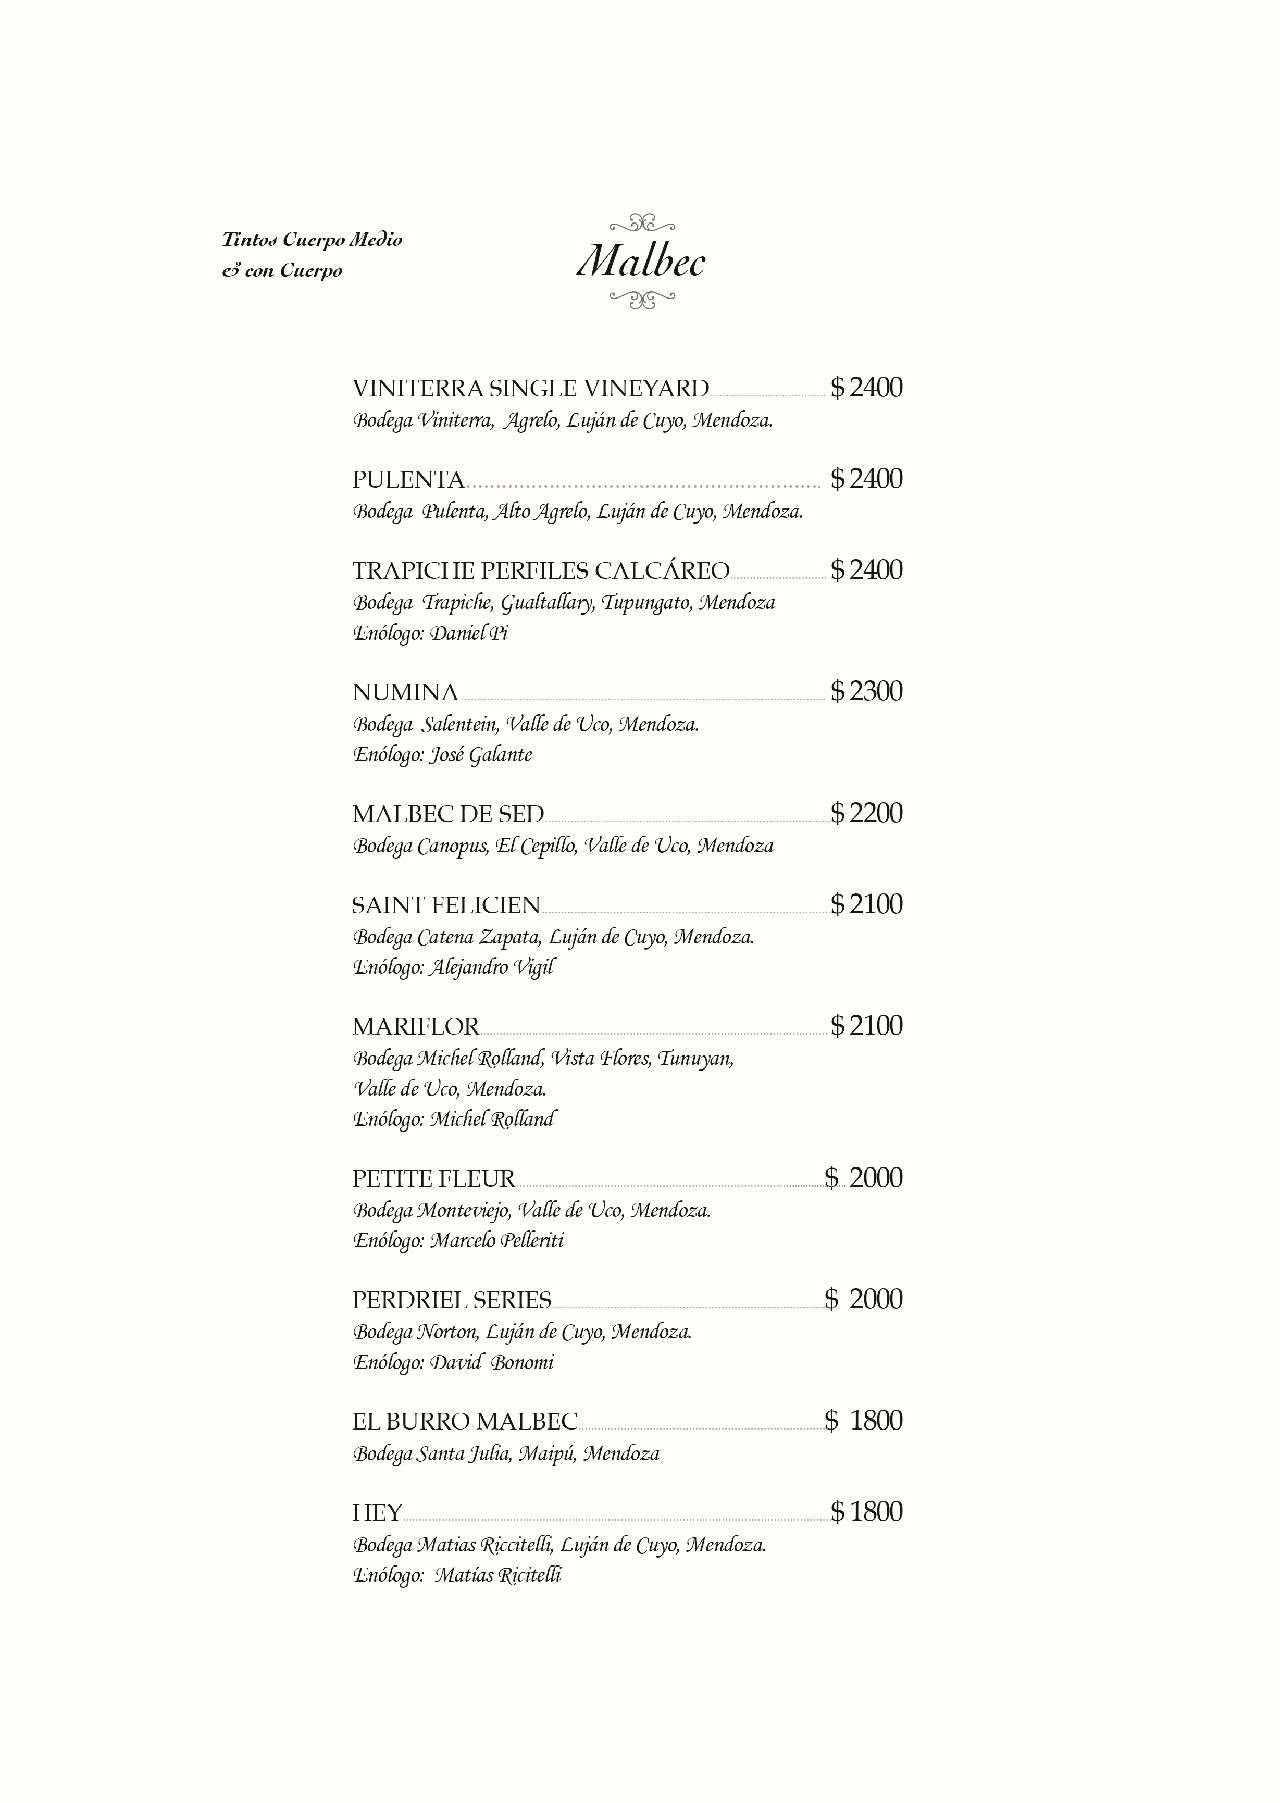 Tintos Cuerpo Medio
& con Cuerpo
Malbec
VINITERRA SINGLE VINEYARD $ 2400
Bodega Viniterra, Agrelo, Luján de Cuyo, Mendoza.
PULENTA $ 2400
Bodega Pulenta, Alto Agrelo, Luján de Cuyo, Mendoza.
TRAPICHE PERFILES CALCÁREO $ 2400
Bodega Trapiche, Gualtallary, Tupungato, Mendoza
Enólogo: Daniel Pi
NUMINA $ 2300
Bodega Salentein, Valle de Uco, Mendoza.
Enólogo: José Galante
MALBEC DE SED $ 2200
Bodega Canopus, El Cepillo, Valle de Uco, Mendoza
SAINT FELICIEN $ 2100
Bodega Catena Zapata, Luján de Cuyo, Mendoza.
Enólogo: Alejandro Vigil
MARIFLOR $ 2100
Bodega Michel Rolland, Vista Flores, Tunuyan,
Valle de Uco, Mendoza.
Enólogo: Michel Rolland
PETITE FLEUR $ 2000
Bodega Monteviejo, Valle de Uco, Mendoza.
Enólogo: Marcelo Pelleriti
PERDRIEL SERIES $ 2000
Bodega Norton, Luján de Cuyo, Mendoza.
Enólogo: David Bonomi
EL BURRO MALBEC $ 1800
Bodega Santa Julia, Maipú, Mendoza
HEY $ 1800
Bodega Matias Riccitelli, Luján de Cuyo, Mendoza.
Enólogo: Matías Ricitelli